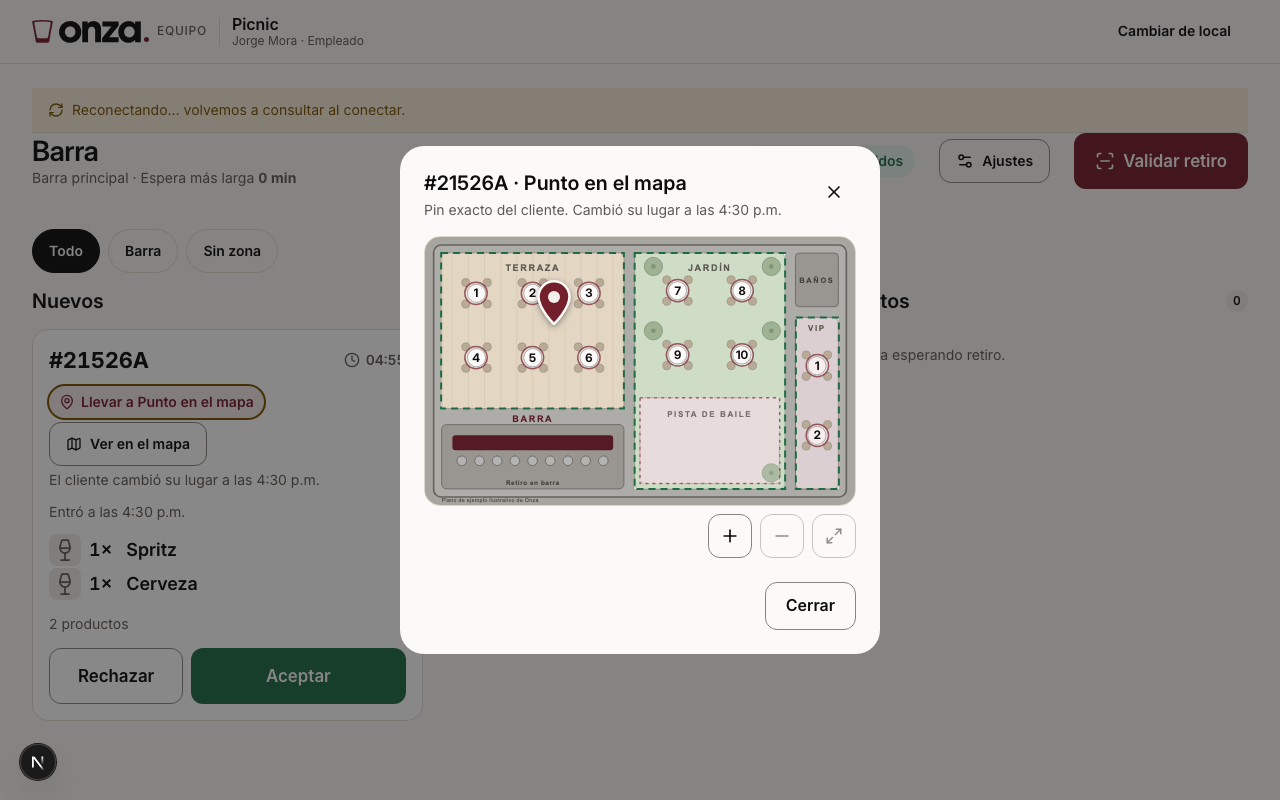 onza.
EQUIPO
Picnic
Jorge Mora · Empleado
Cambiar de local
Reconectando… volvemos a consultar al conectar.
Barra
Barra principal · Espera más larga 0 min
Ajustes
Validar retiro
Todo
Barra
Sin zona
Nuevos
0
#21526A
Llevar a Punto en el mapa
Ver en el mapa
El cliente cambió su lugar a las 4:30 p.m.
Entró a las 4:30 p.m.
1× Spritz
1× Cerveza
2 productos
Rechazar
Aceptar
a esperando retiro.
N
#21526A · Punto en el mapa
Pin exacto del cliente. Cambió su lugar a las 4:30 p.m.
TERRAZA
1
2
3
4
5
6
JARDÍN
7
8
9
10
BAÑOS
VIP
1
2
PISTA DE BAILE
BARRA
Retiro en barra
Plano de ejemplo ilustrativo de Onza
Cerrar